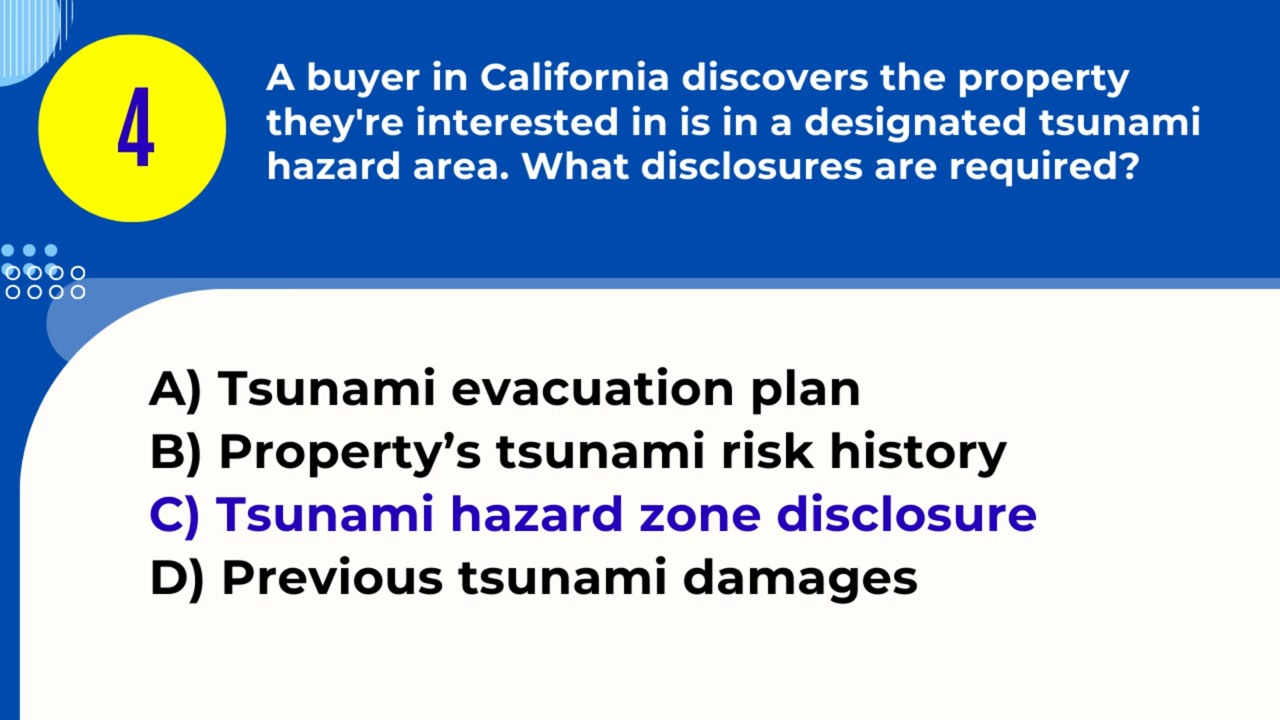 4
A buyer in California discovers the property
they're interested in is in a designated tsunami
hazard area. What disclosures are required?
A) Tsunami evacuation plan
B) Property’s tsunami risk history
C) Tsunami hazard zone disclosure
D) Previous tsunami damages